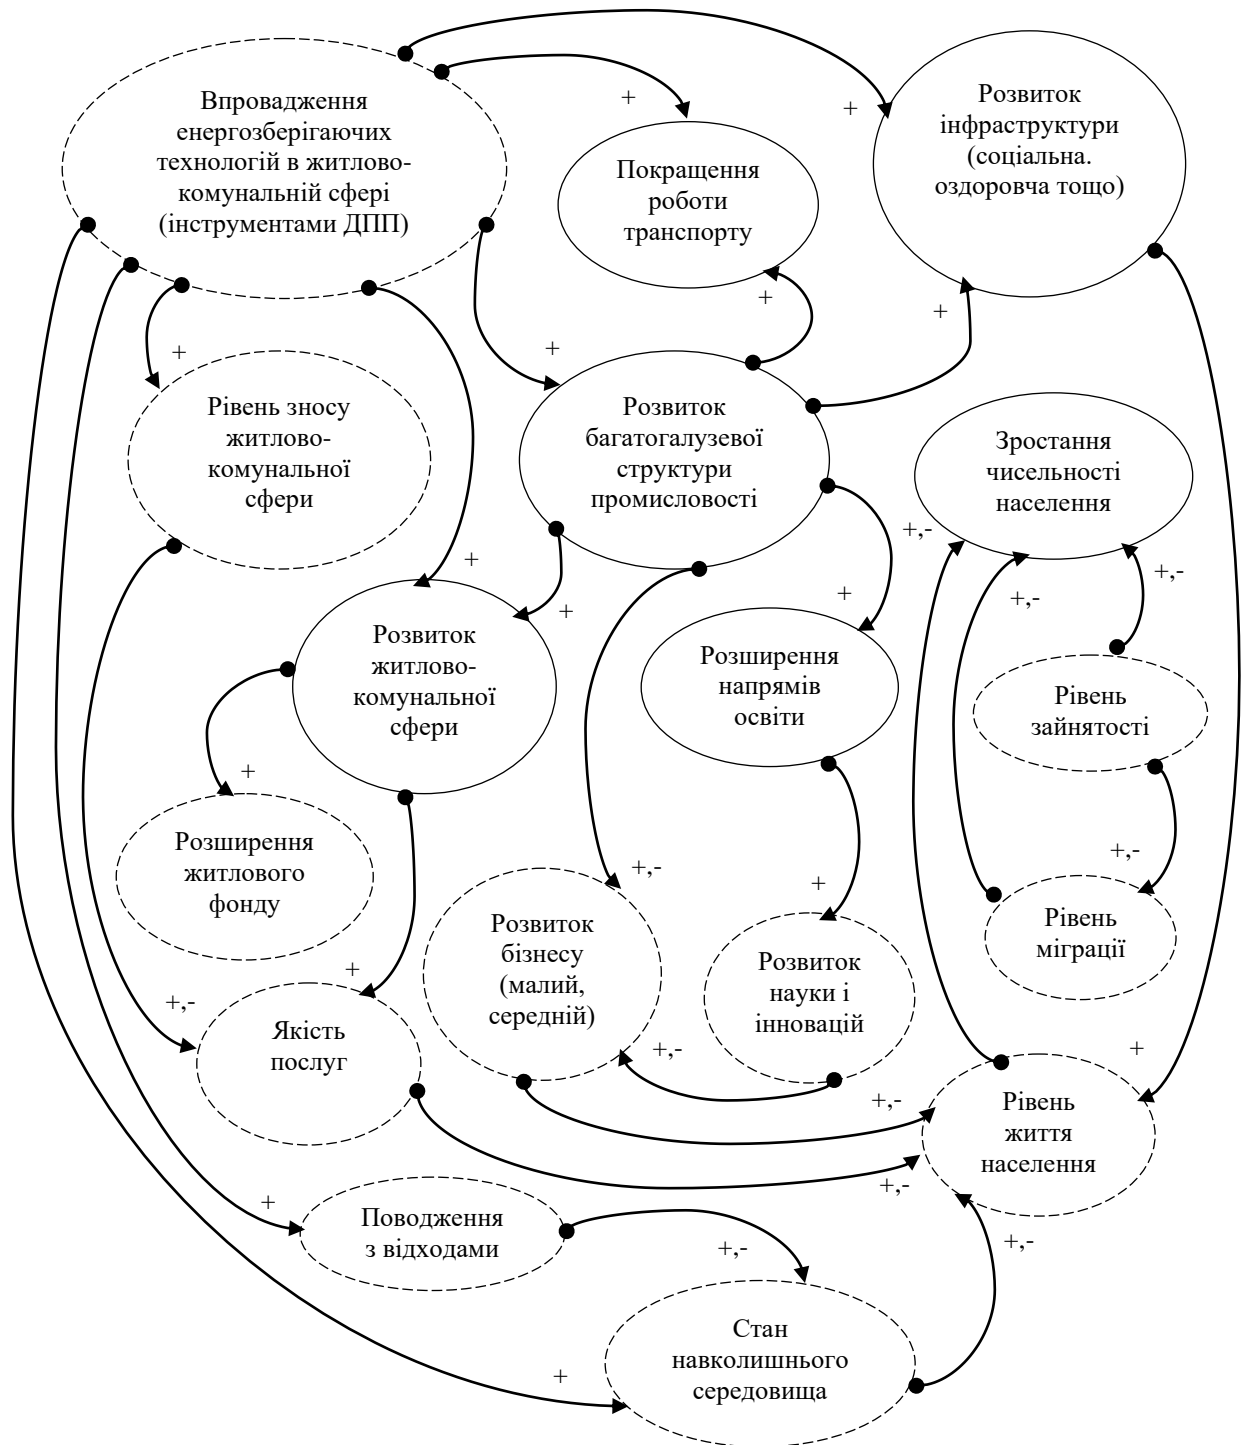 Впровадження
енергозберігаючих
технологій в житлово-
комунальній сфері
(інструментами ДПП)
+
+
Розвиток
інфраструктури
(соціальна.
оздоровча тощо)
Покращення
роботи
транспорту
+
+
+
+
Рівень зносу
житлово-
комунальної
сфери
Розвиток
багатогалузевої
структури
промисловості
Зростання
чисельності
населення
+,-
+
+
+
+,-
+,-
Розвиток
житлово-
комунальної
сфери
Розширення
напрямів
освіти
Рівень
зайнятості
+
+,-
+
+,-
Розширення
житлового
фонду
Розвиток
бізнесу
(малий,
середній)
Розвиток
науки і
інновацій
Рівень
міграції
+
+,-
Якість
послуг
+,-
+
+,-
Рівень
життя
населення
+,-
+
Поводження
з відходами
+,-
+,-
Стан
навколишнього
середовища
+